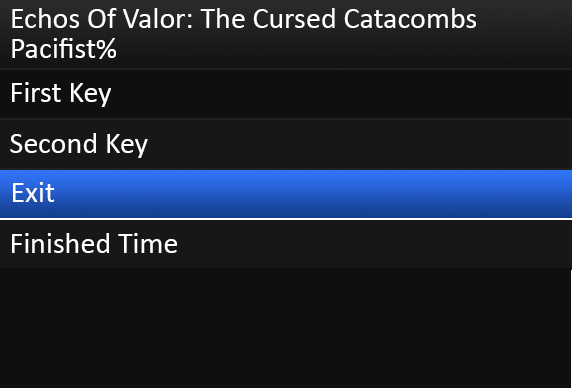 Echos Of Valor: The Cursed Catacombs
Pacifist%
First Key
Second Key
Exit
Finished Time